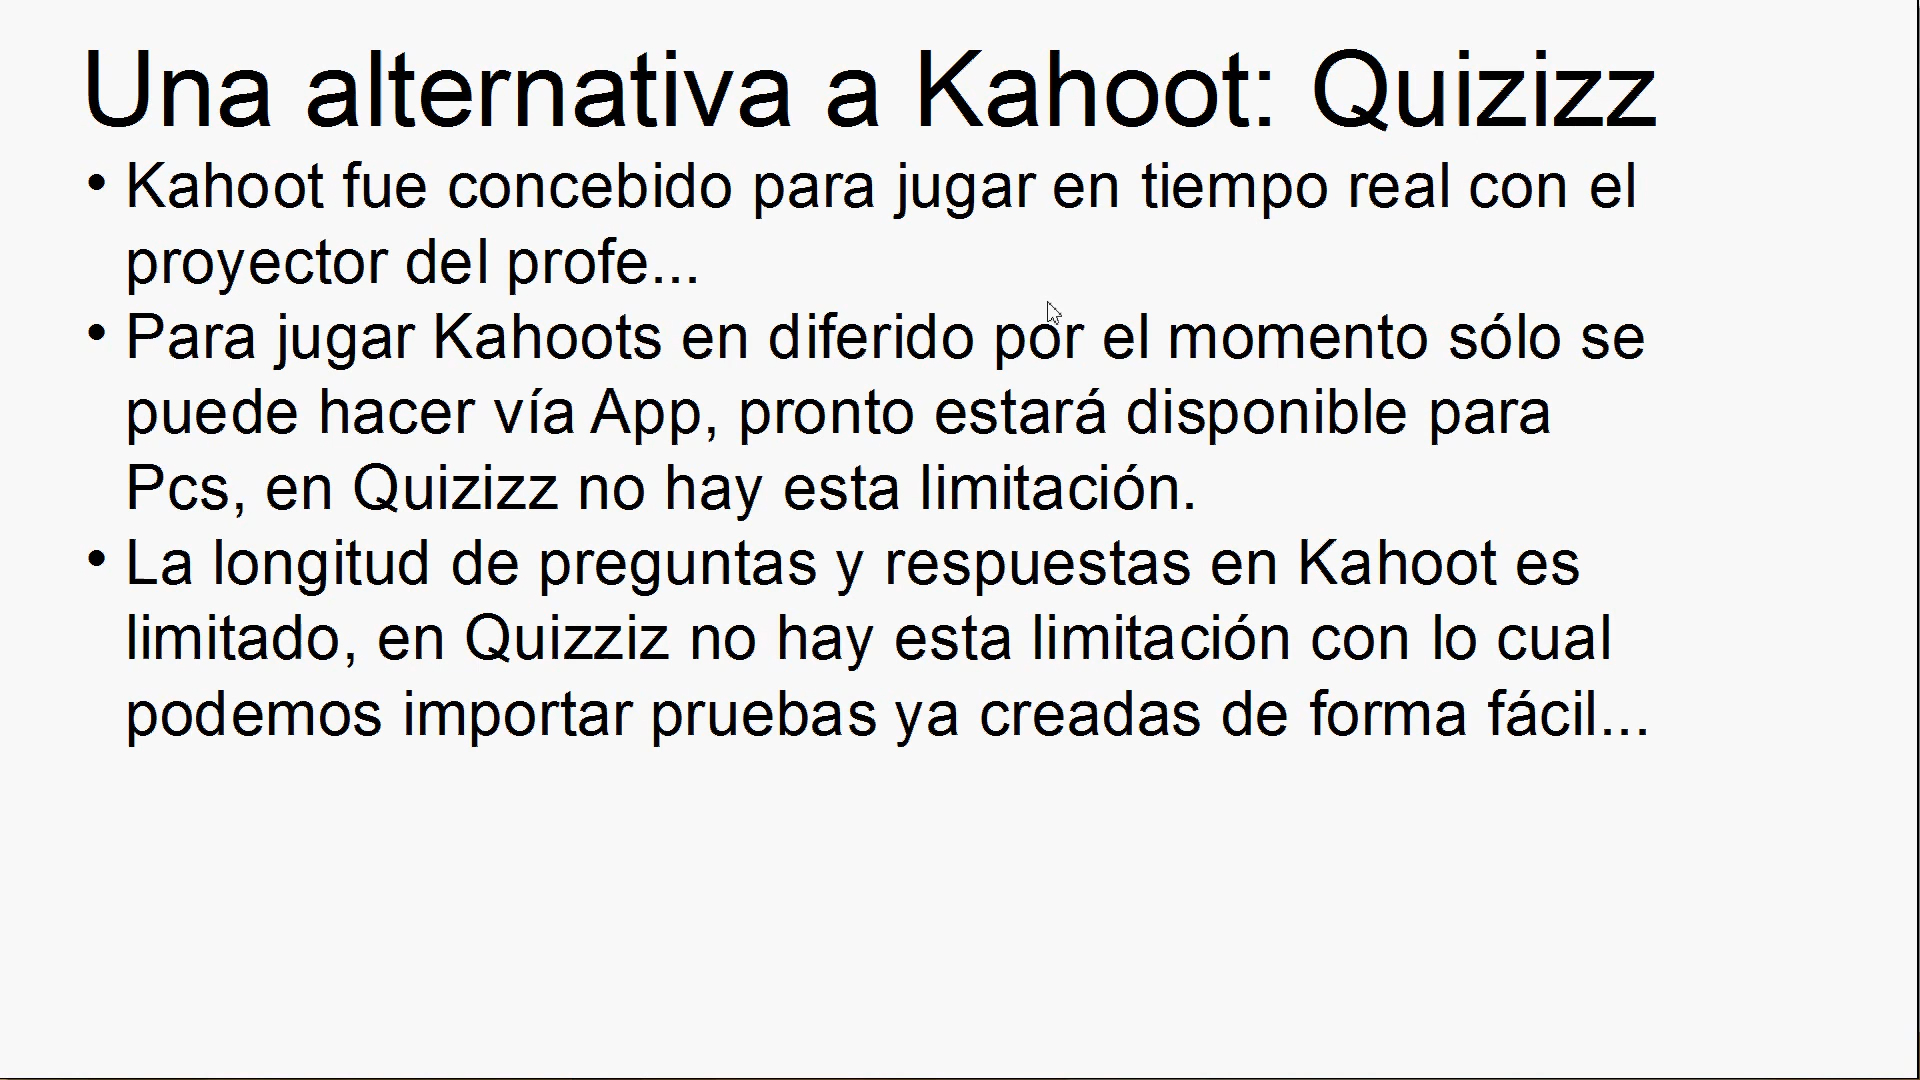 Una alternativa a Kahoot: Quizizz
• Kahoot fue concebido para jugar en tiempo real con el
proyector del profe...
• Para jugar Kahoots en diferido por el momento sólo se
puede hacer vía App, pronto estará disponible para
Pcs, en Quizizz no hay esta limitación.
• La longitud de preguntas y respuestas en Kahoot es
limitado, en Quizziz no hay esta limitación con lo cual
podemos importar pruebas ya creadas de forma fácil...